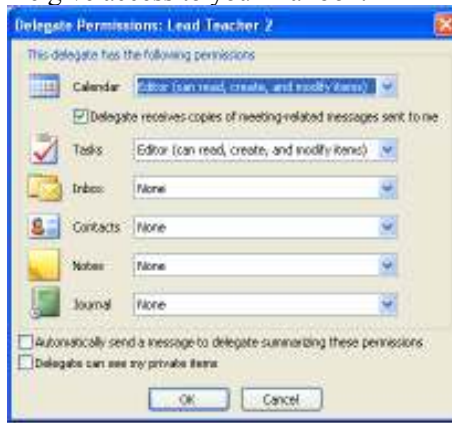 Delegate Permissions: Lead Teacher 2
This delegate has the following permissions
Calendar Editor (can read, create, and modify items)
Delegate receives copies of meeting-related messages sent to me
Tasks Editor (can read, create, and modify items)
Inbox None
Contacts None
Notes None
Journal None
Automatically send a message to delegate summarizing these permissions
Delegate can see my private items
OK Cancel